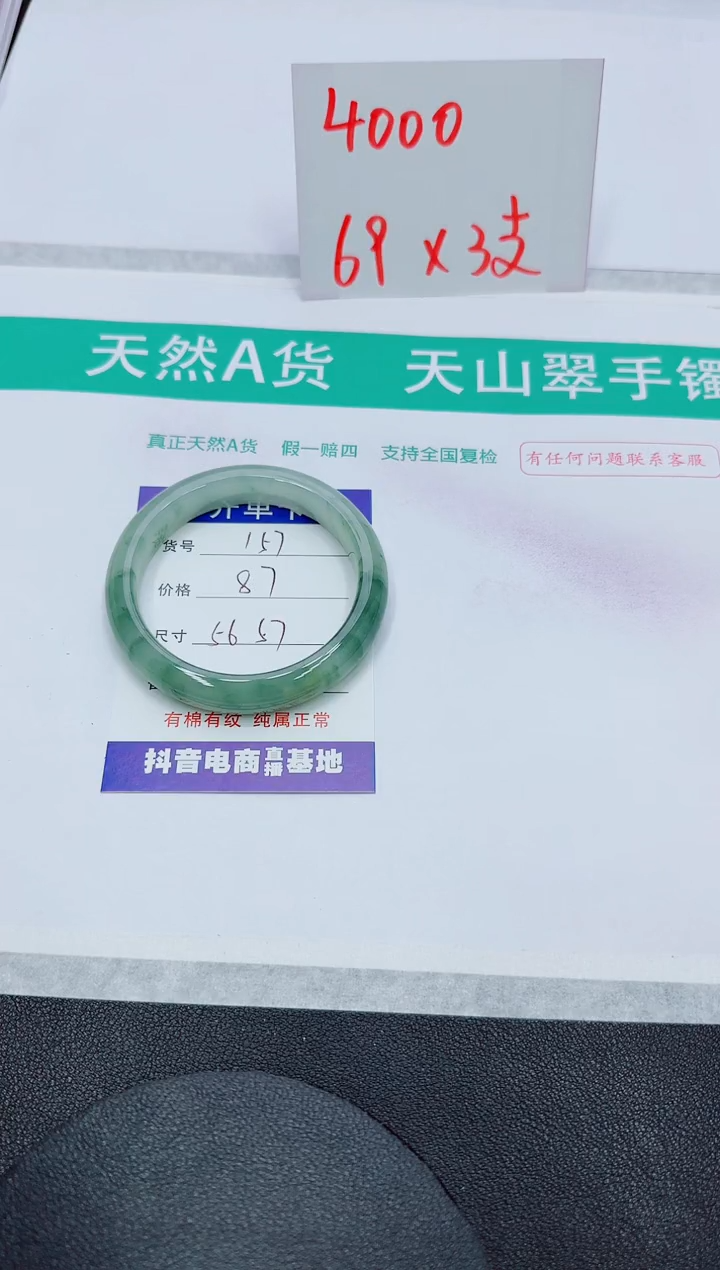 4000
69 x 3支
天然A货 天山翠手镯
真正天然A货 假一赔四 支持全国复检 有任何问题联系客服
开单卡
货号 157
价格 87
尺寸 56 57
有棉有纹 纯属正常
抖音电商直播基地